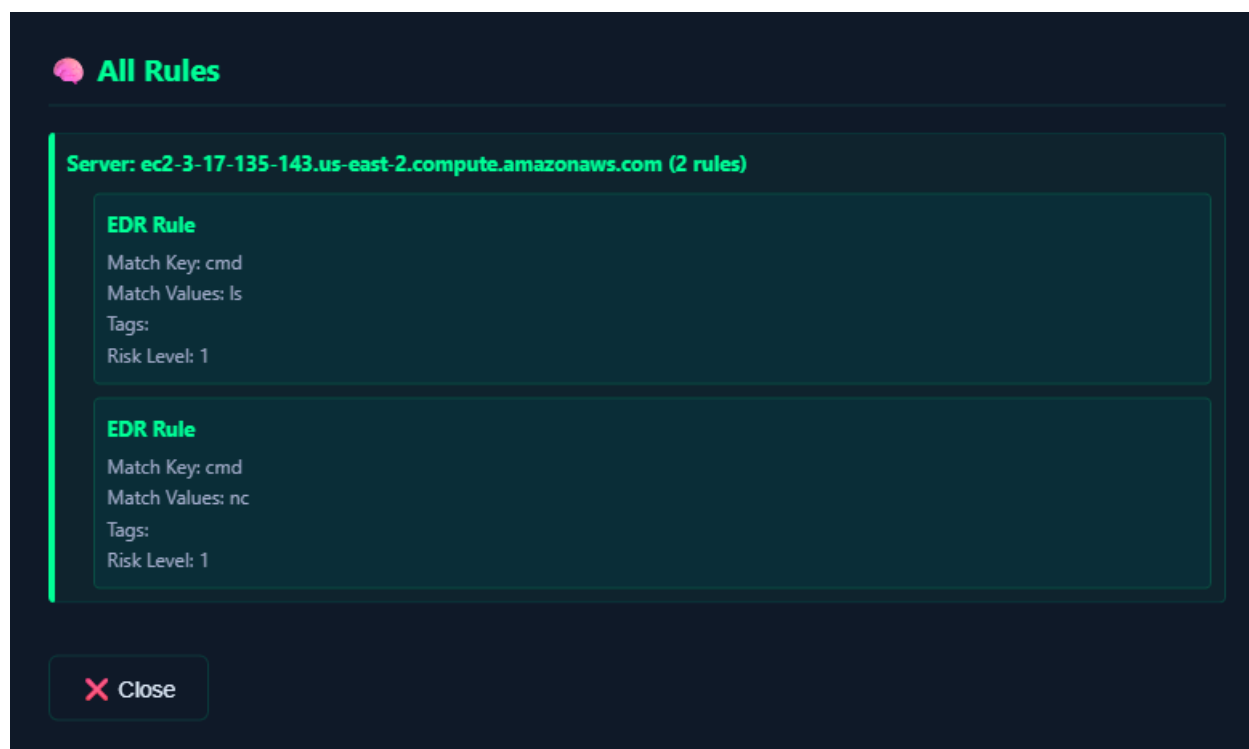 All Rules
Server: ec2-3-17-135-143.us-east-2.compute.amazonaws.com (2 rules)
EDR Rule
Match Key: cmd
Match Values: ls
Tags:
Risk Level: 1
EDR Rule
Match Key: cmd
Match Values: nc
Tags:
Risk Level: 1
Close